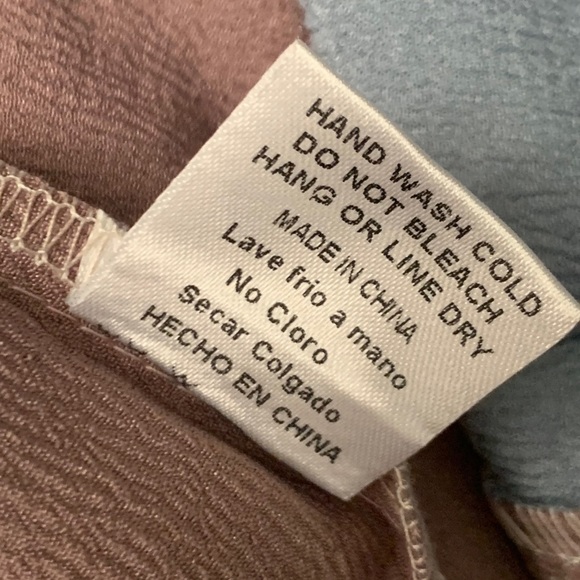 HAND WASH COLD
DO NOT BLEACH
HANG OR LINE DRY
MADE IN CHINA
Lave frio a mano
No Cloro
Secar Colgado
HECHO EN CHINA